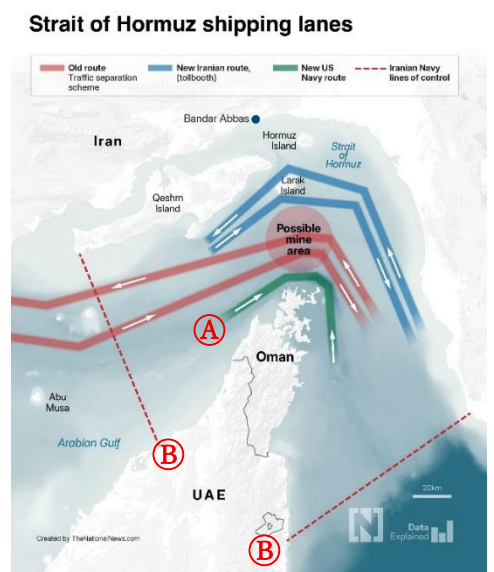 Strait of Hormuz shipping lanes
Old route
Traffic separation
scheme
New Iranian route,
(tollbooth)
New US
Navy route
Iranian Navy
lines of control
Bandar Abbas
Iran
Hormuz
Island
Strait
of
Hormuz
Larak
Island
Qeshm
Island
Possible
mine
area
A
Oman
Abu
Musa
Arabian Gulf
B
UAE
20km
N
Data
Explained
B
Created by TheNationalNews.com